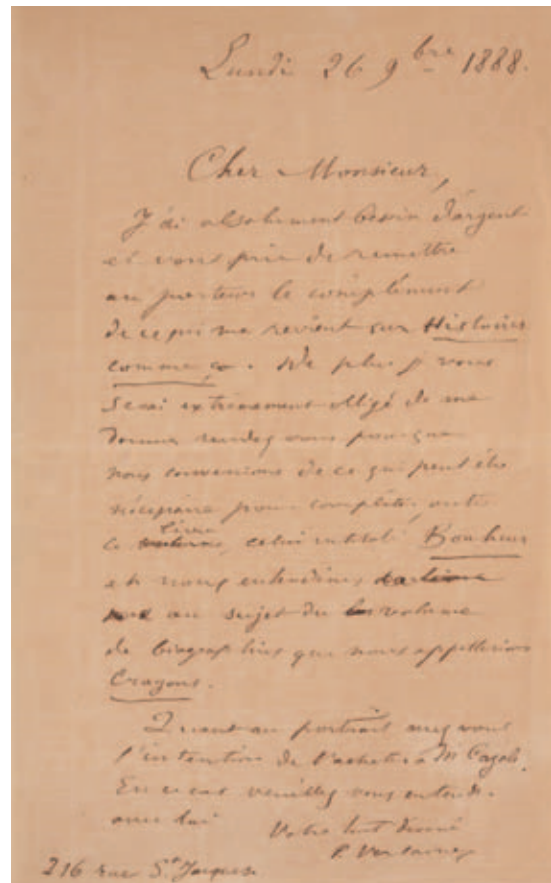 Lundi 26 9bre 1888.
Cher Monsieur,
J'ai absolument besoin d'argent
et vous prie de remettre
au porteur le complément
de ce qui me revient sur Histoires
comme ça. De plus je vous
serai extrêmement obligé de me
donner rendez vous pour que
nous convenions de ce qui peut être
nécessaire pour compléter, outre
ce livre, celui intitulé Bonheur
et nous entendions
au sujet du volume
de biographies que nous appellerions
Crayons.
Quant au portrait avez vous
l'intention de l'acheter à Mr Cazals.
En ce cas veuillez vous entendre
avec lui
Votre tout dévoué
P. Verlaine
216 rue St Jacques